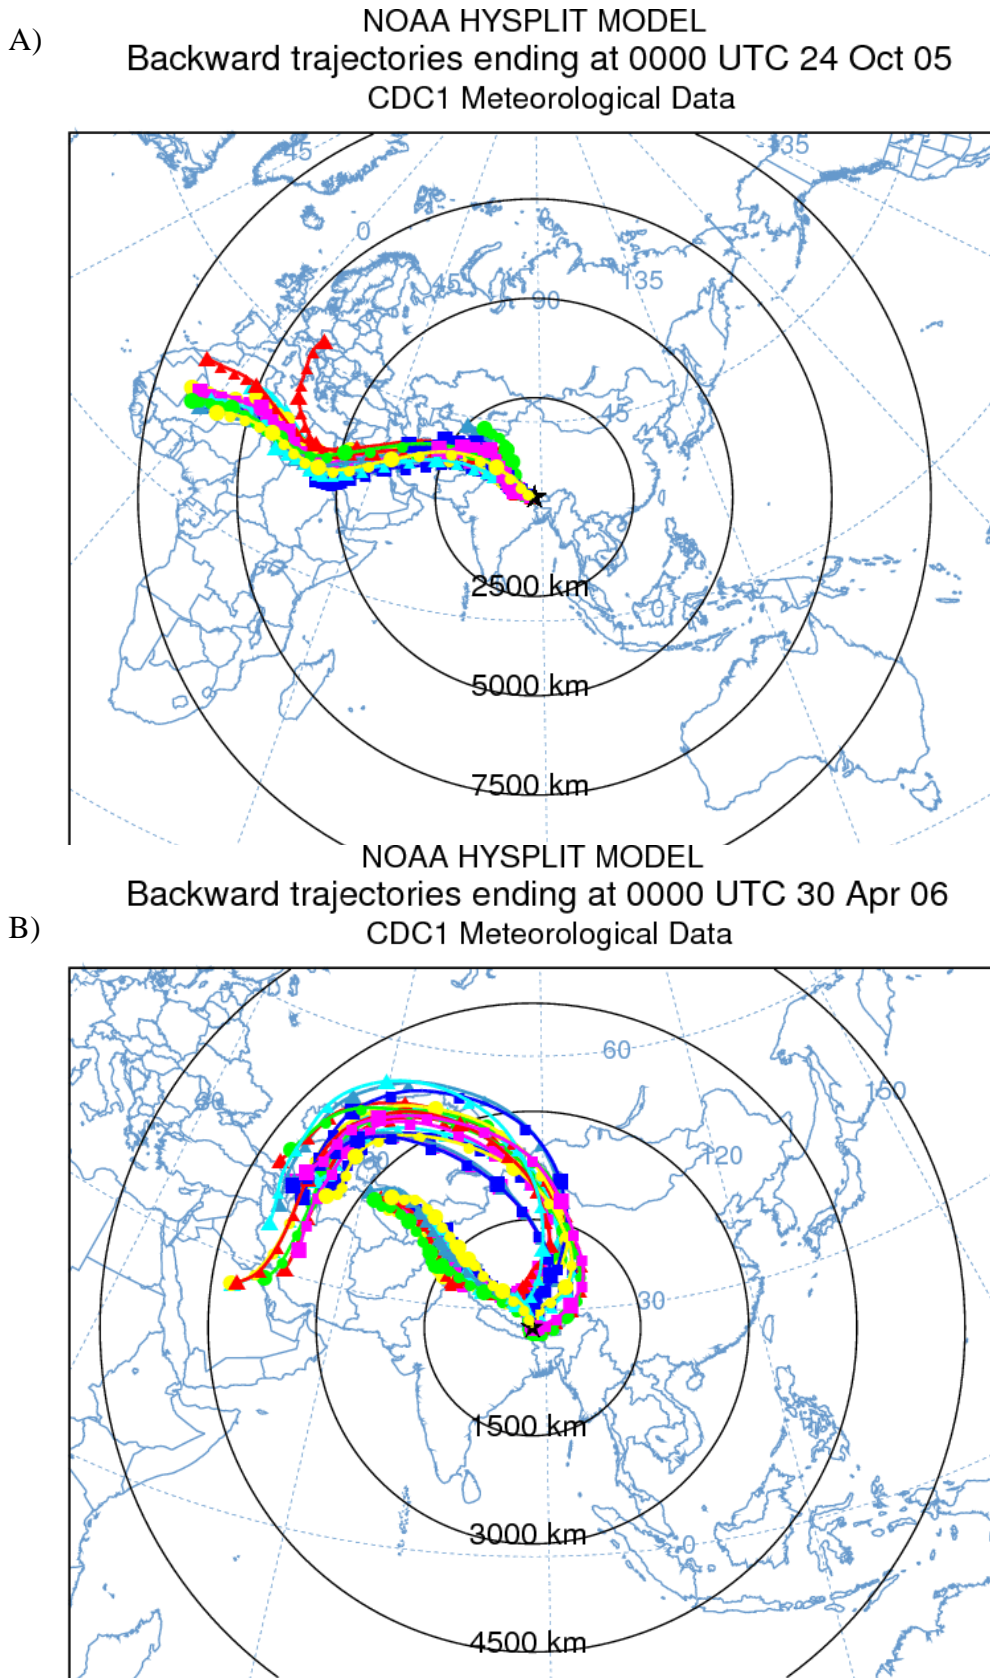 A)
NOAA HYSPLIT MODEL
Backward trajectories ending at 0000 UTC 24 Oct 05
CDC1 Meteorological Data
-45
-135
0
45
135
90
45
0
2500 km
5000 km
7500 km
NOAA HYSPLIT MODEL
Backward trajectories ending at 0000 UTC 30 Apr 06
B)
CDC1 Meteorological Data
60
150
120
30
0
1500 km
3000 km
4500 km